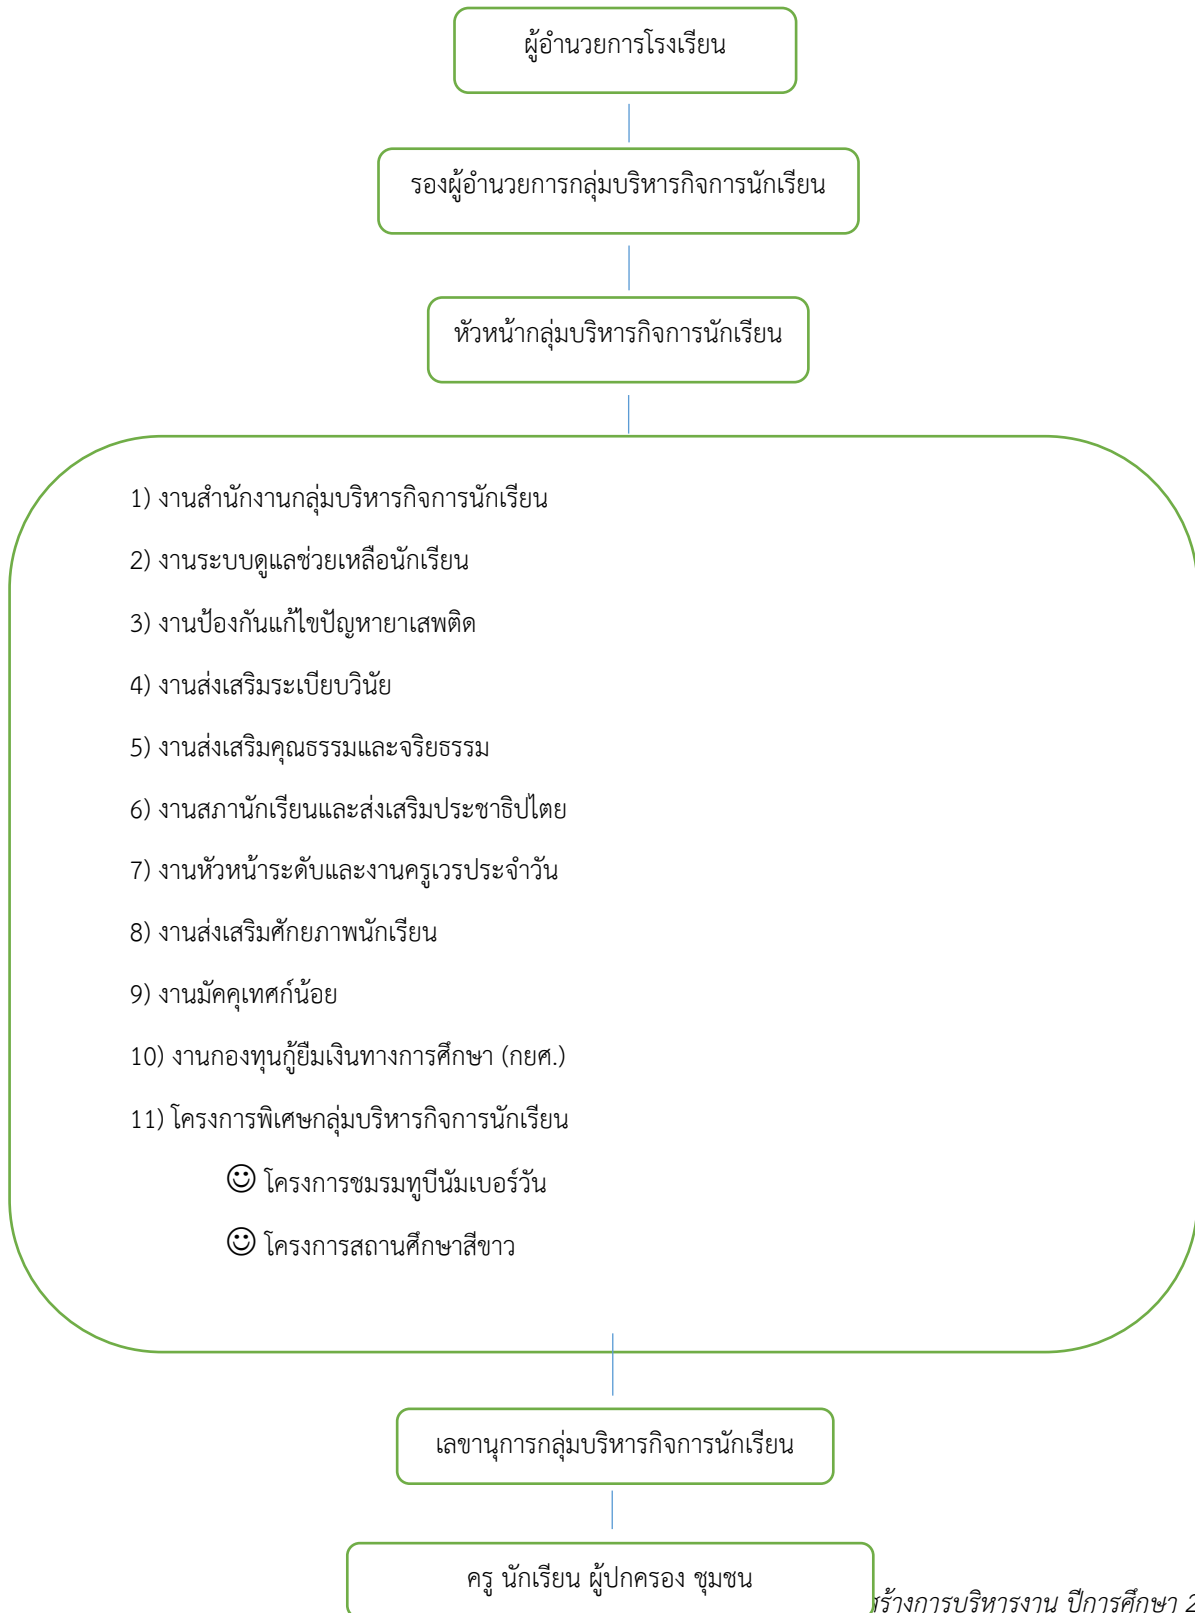 ผู้อำนวยการโรงเรียน
รองผู้อำนวยการกลุ่มบริหารกิจการนักเรียน
หัวหน้ากลุ่มบริหารกิจการนักเรียน
1) งานสำนักงานกลุ่มบริหารกิจการนักเรียน
2) งานระบบดูแลช่วยเหลือนักเรียน
3) งานป้องกันแก้ไขปัญหายาเสพติด
4) งานส่งเสริมระเบียบวินัย
5) งานส่งเสริมคุณธรรมและจริยธรรม
6) งานสภานักเรียนและส่งเสริมประชาธิปไตย
7) งานหัวหน้าระดับและงานครูเวรประจำวัน
8) งานส่งเสริมศักยภาพนักเรียน
9) งานมัคคุเทศก์น้อย
10) งานกองทุนกู้ยืมเงินทางการศึกษา (กยศ.)
11) โครงการพิเศษกลุ่มบริหารกิจการนักเรียน
โครงการชมรมทูบีนัมเบอร์วัน
โครงการสถานศึกษาสีขาว
เลขานุการกลุ่มบริหารกิจการนักเรียน
ครู นักเรียน ผู้ปกครอง ชุมชน
ร้างการบริหารงาน ปีการศึกษา 2